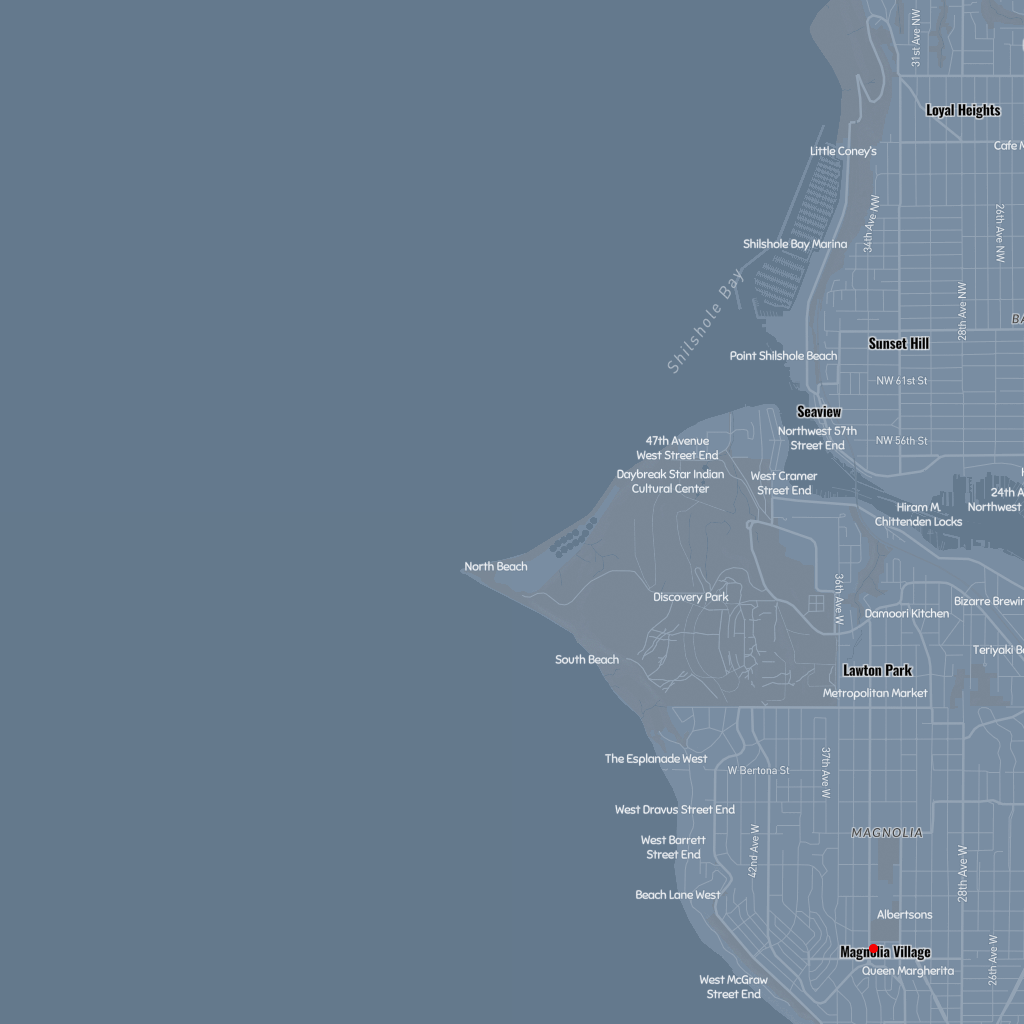 31st Ave NW
Loyal Heights
Cafe
Little Coney's
34th Ave NW
26th Ave NW
Shilshole Bay Marina
Shilshole Bay
28th Ave NW
BA
Sunset Hill
Point Shilshole Beach
NW 61st St
Seaview
Northwest 57th
Street End
47th Avenue
West Street End
NW 56th St
Daybreak Star Indian
Cultural Center
West Cramer
Street End
24th A
Northwest
Hiram M.
Chittenden Locks
North Beach
36th Ave W
Discovery Park
Bizarre Brewin
Damoori Kitchen
South Beach
Teriyaki
Lawton Park
Metropolitan Market
The Esplanade West
37th Ave W
W Bertona St
West Dravus Street End
MAGNOLIA
West Barrett
Street End
42nd Ave W
28th Ave W
Beach Lane West
Albertsons
Magnolia Village
26th Ave W
Queen Margherita
West McGraw
Street End